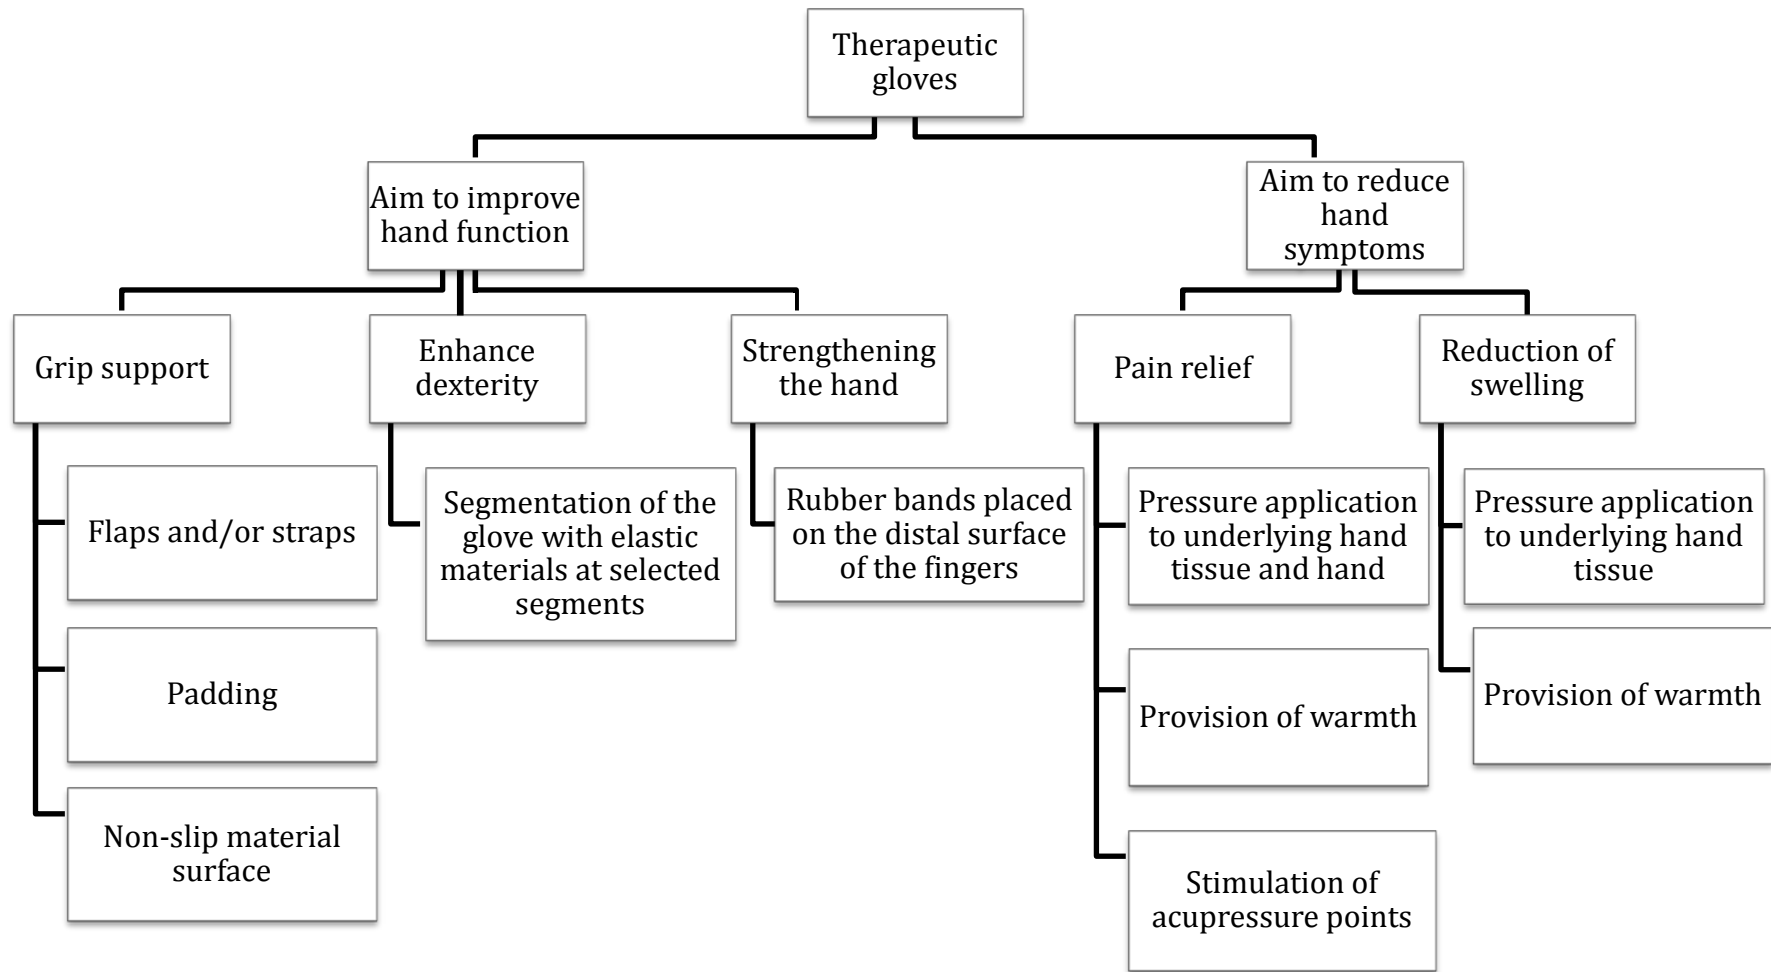 Therapeutic
gloves
Aim to improve
hand function
Aim to reduce
hand
symptoms
Grip support
Enhance
dexterity
Strengthening
the hand
Pain relief
Reduction of
swelling
Flaps and/or straps
Padding
Non-slip material
surface
Segmentation of the
glove with elastic
materials at selected
segments
Rubber bands placed
on the distal surface
of the fingers
Pressure application
to underlying hand
tissue and hand
Provision of warmth
Stimulation of
acupressure points
Pressure application
to underlying hand
tissue
Provision of warmth